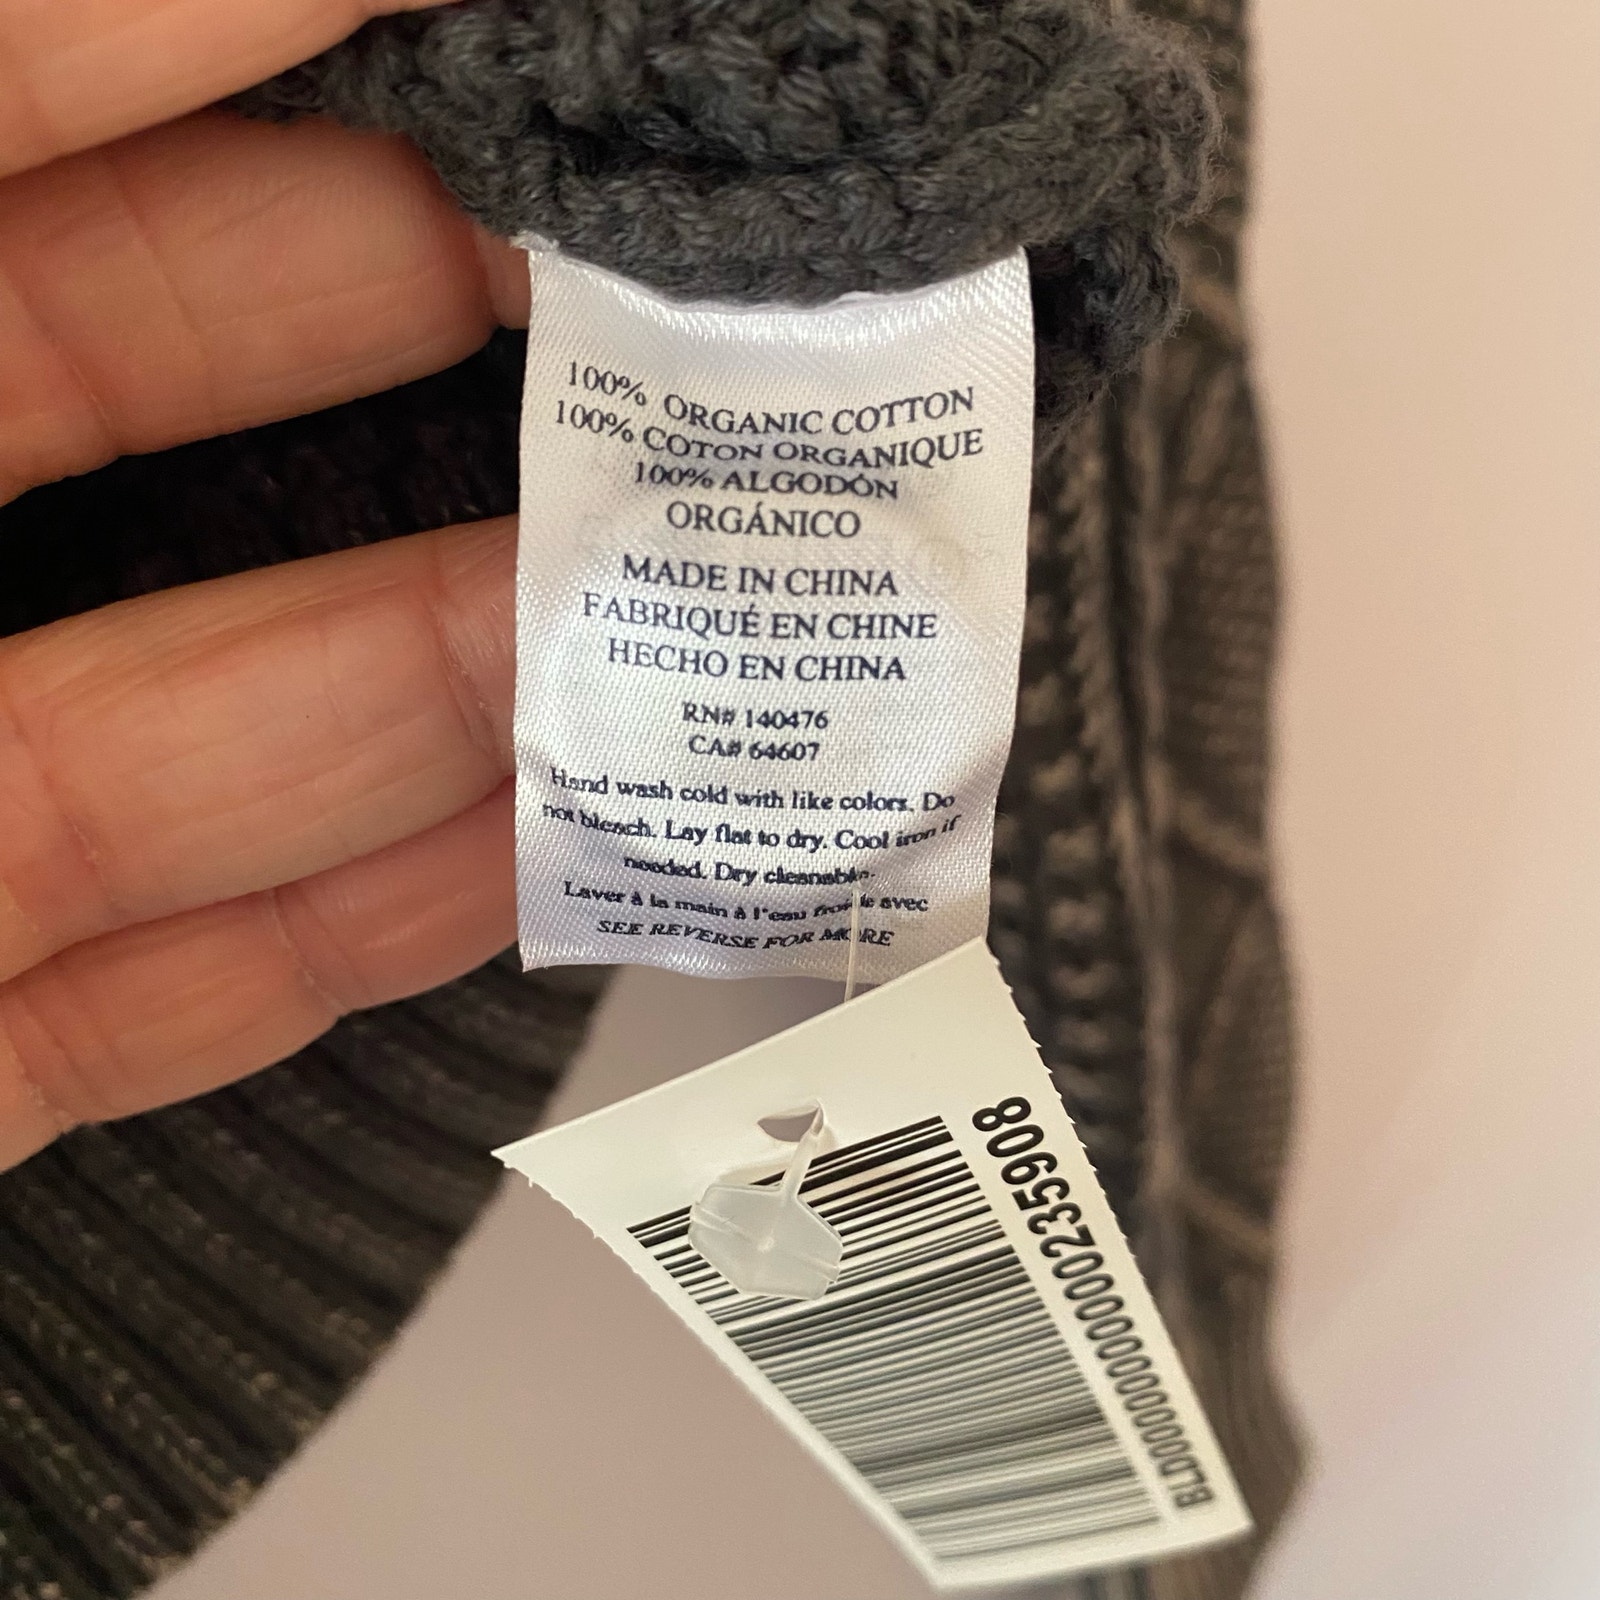 100% ORGANIC COTTON
100% COTON ORGANIQUE
100% ALGODÓN
ORGÁNICO
MADE IN CHINA
FABRIQUÉ EN CHINE
HECHO EN CHINA
RN# 140476
CA# 64607
Hand wash cold with like colors. Do
not bleach. Lay flat to dry. Cool iron if
needed. Dry cleanable.
Laver à la main à l'eau froide avec
SEE REVERSE FOR MORE